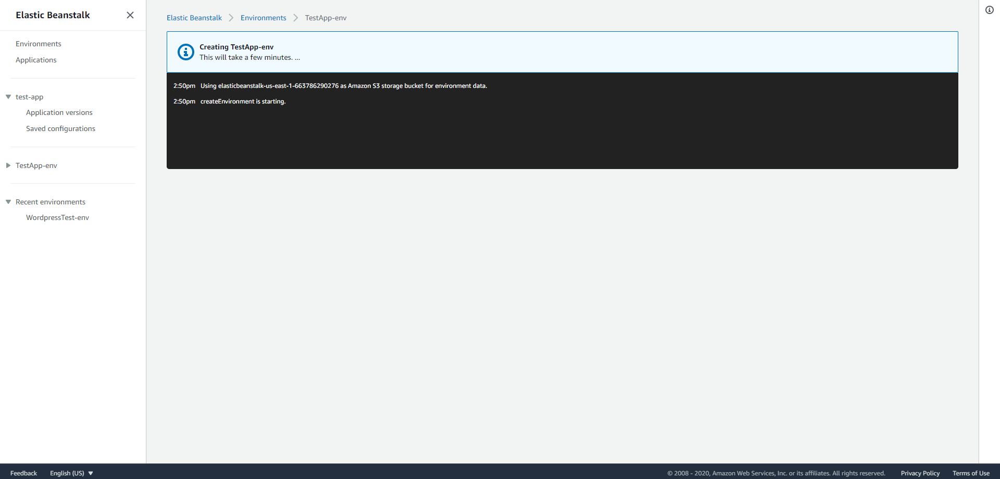 Elastic Beanstalk
Environments
Applications
test-app
Application versions
Saved configurations
TestApp-env
Recent environments
WordpressTest-env
Elastic Beanstalk Environments TestApp-env
Creating TestApp-env
This will take a few minutes. ...
2:50pm Using elasticbeanstalk-us-east-1-663786290276 as Amazon S3 storage bucket for environment data.
2:50pm createEnvironment is starting.
Feedback English (US) © 2008 - 2020, Amazon Web Services, Inc. or its affiliates. All rights reserved. Privacy Policy Terms of Use